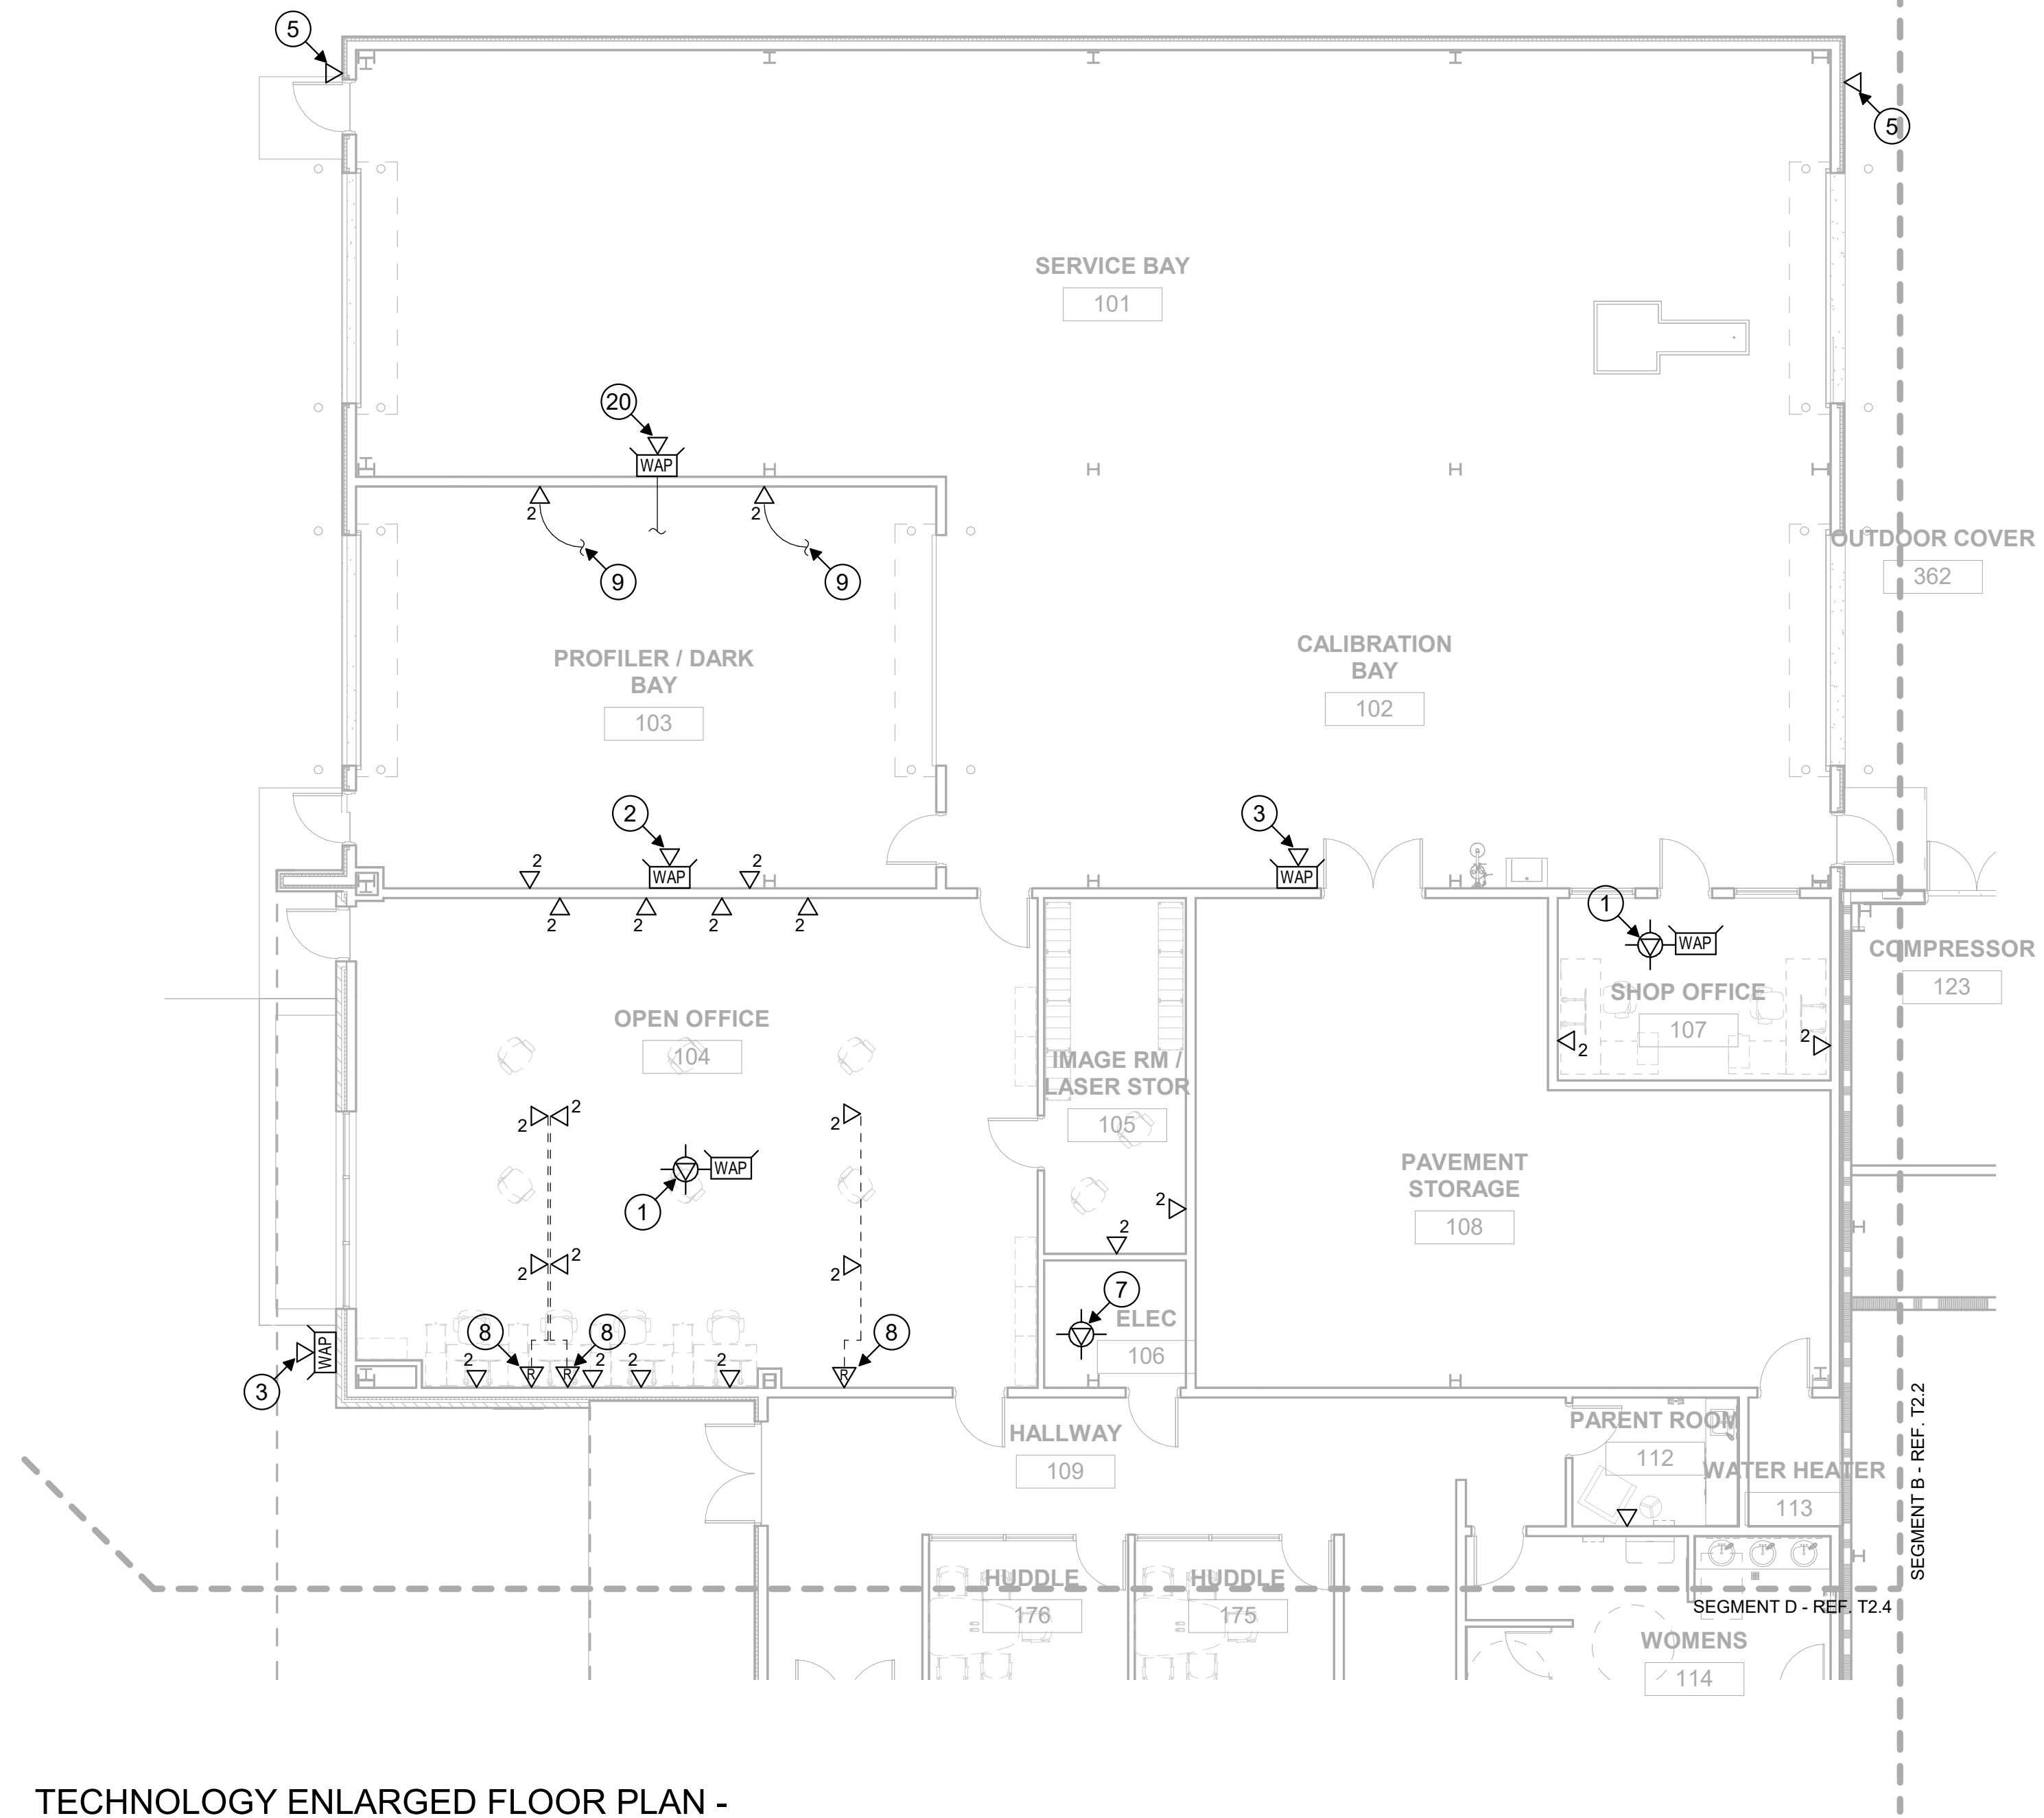 5
5
SERVICE BAY
101
20
WAP
2
2
9
9
OUTDOOR COVER
362
PROFILER / DARK
BAY
103
CALIBRATION
BAY
102
2
3
2
WAP
2
WAP
2
2
2
2
1
WAP
OPEN OFFICE
104
SHOP OFFICE
107
2
2
COMPRESSOR
123
IMAGE RM /
LASER STOR
105
2
2
2
WAP
1
2
2
2
2
2
2
PAVEMENT
STORAGE
108
7
ELEC
106
8
8
8
2
R
R
2
2
2
R
WAP
3
HALLWAY
109
PARENT ROOM
112
WATER HEATER
113
SEGMENT B - REF. T2.2
HUDDLE
176
HUDDLE
175
SEGMENT D - REF. T2.4
WOMENS
114
TECHNOLOGY ENLARGED FLOOR PLAN -